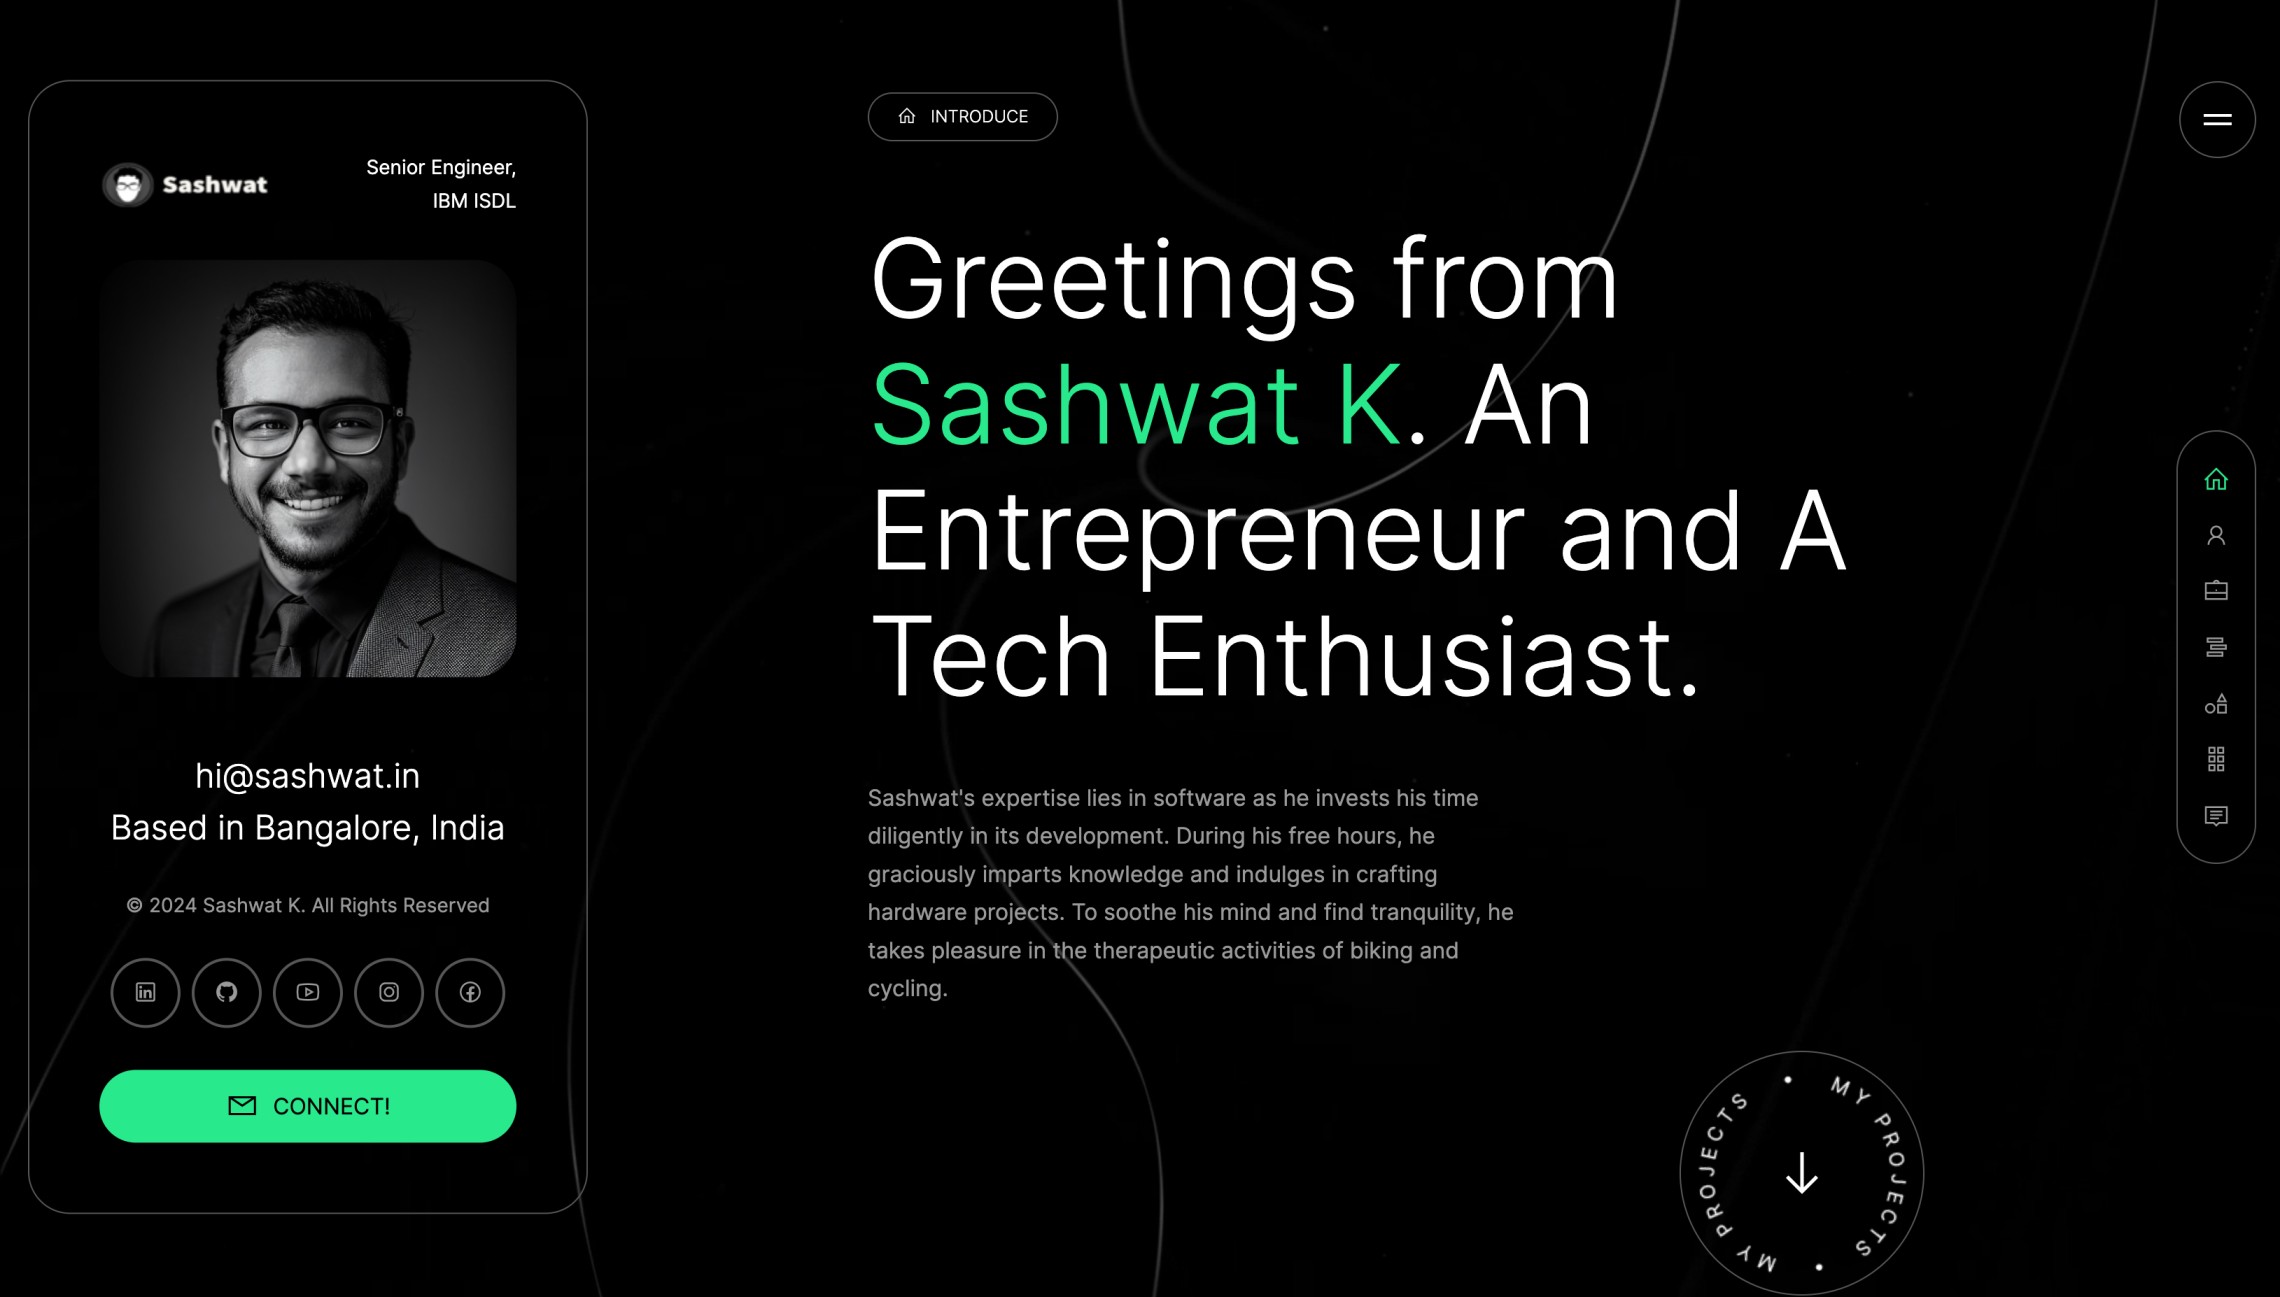 Sashwat
Senior Engineer,
IBM ISDL
hi@sashwat.in
Based in Bangalore, India
© 2024 Sashwat K. All Rights Reserved
CONNECT!
INTRODUCE
Greetings from
Sashwat K. An
Entrepreneur and A
Tech Enthusiast.
Sashwat's expertise lies in software as he invests his time
diligently in its development. During his free hours, he
graciously imparts knowledge and indulges in crafting
hardware projects. To soothe his mind and find tranquility, he
takes pleasure in the therapeutic activities of biking and
cycling.
MY PROJECTS • MY PROJECTS •